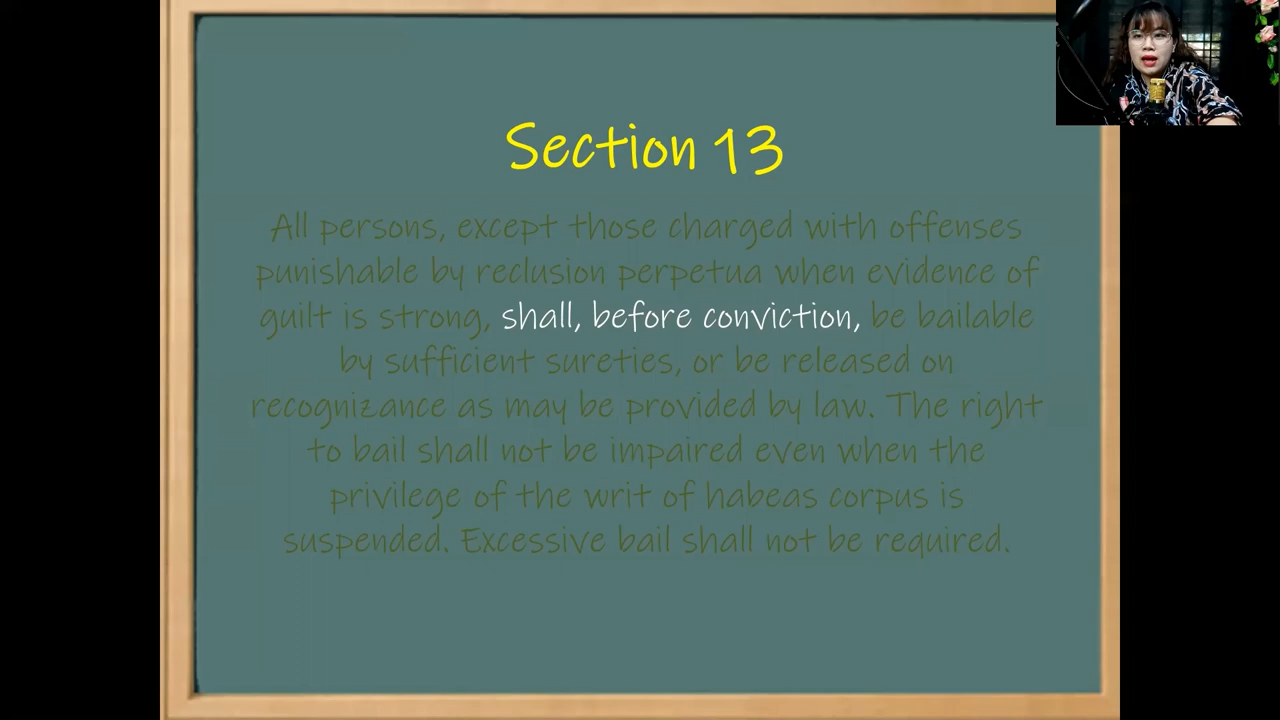 Section 13
All persons, except those charged with offenses
punishable by reclusion perpetua when evidence of
guilt is strong, shall, before conviction, be bailable
by sufficient sureties, or be released on
recognizance as may be provided by law. The right
to bail shall not be impaired even when the
privilege of the writ of habeas corpus is
suspended. Excessive bail shall not be required.